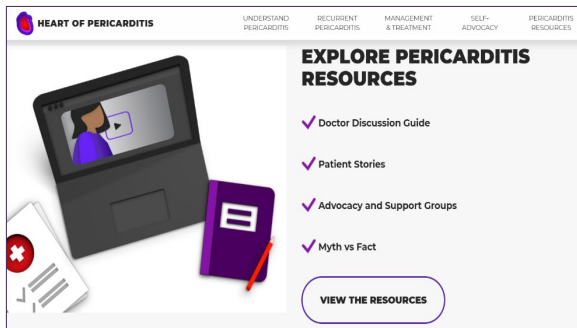 HEART OF PERICARDITIS
UNDERSTAND
PERICARDITIS
RECURRENT
PERICARDITIS
MANAGEMENT
& TREATMENT
SELF-
ADVOCACY
PERICARDITIS
RESOURCES
EXPLORE PERICARDITIS
RESOURCES
Doctor Discussion Guide
Patient Stories
Advocacy and Support Groups
Myth vs Fact
VIEW THE RESOURCES